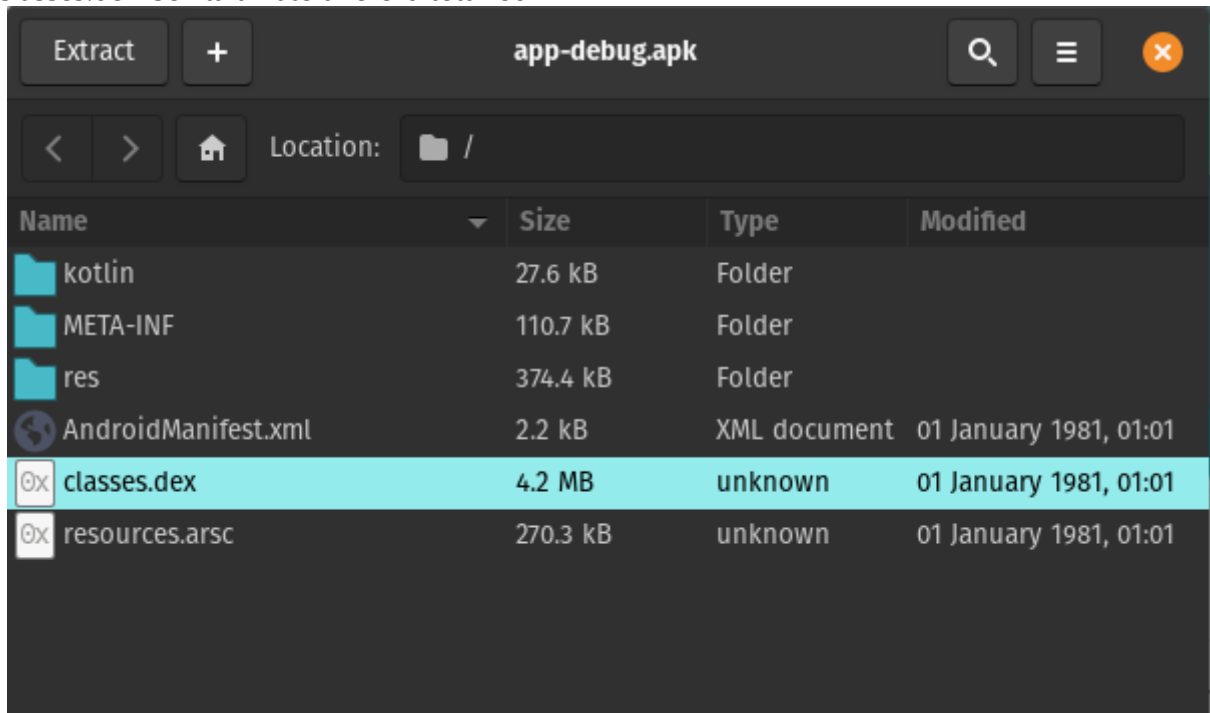 Extract + app-debug.apk
Location: /
Name Size Type Modified
kotlin 27.6 kB Folder
META-INF 110.7 kB Folder
res 374.4 kB Folder
AndroidManifest.xml 2.2 kB XML document 01 January 1981, 01:01
0x classes.dex 4.2 MB unknown 01 January 1981, 01:01
0x resources.arsc 270.3 kB unknown 01 January 1981, 01:01